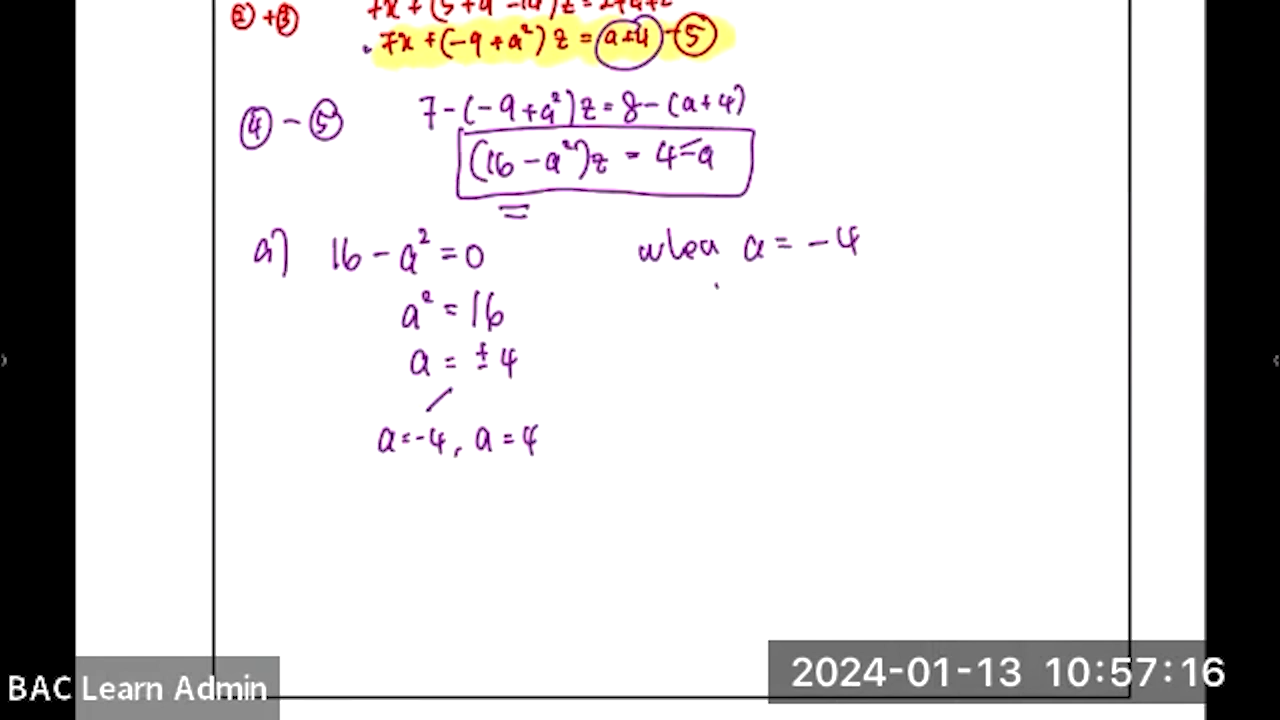 ② + ③
7x + (-9 + a²) z = a+4 - ⑤
④ - ⑤ 7 - (-9 + a²) z = 8 - (a+4)
(16 - a²) z = 4 - a
a) 16 - a² = 0 when a = -4
a² = 16
a = ± 4
a = -4, a = 4
2024-01-13 10:57:16
BAC Learn Admin